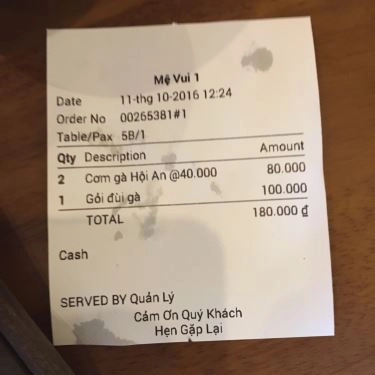 Mẹ Vui 1
Date 11-thg 10-2016 12:24
Order No 00265381#1
Table/Pax 5B/1
Qty Description Amount
2 Cơm gà Hội An @40.000 80.000
1 Gỏi đùi gà 100.000
TOTAL 180.000 ₫
Cash
SERVED BY Quản Lý
Cám Ơn Quý Khách
Hẹn Gặp Lại